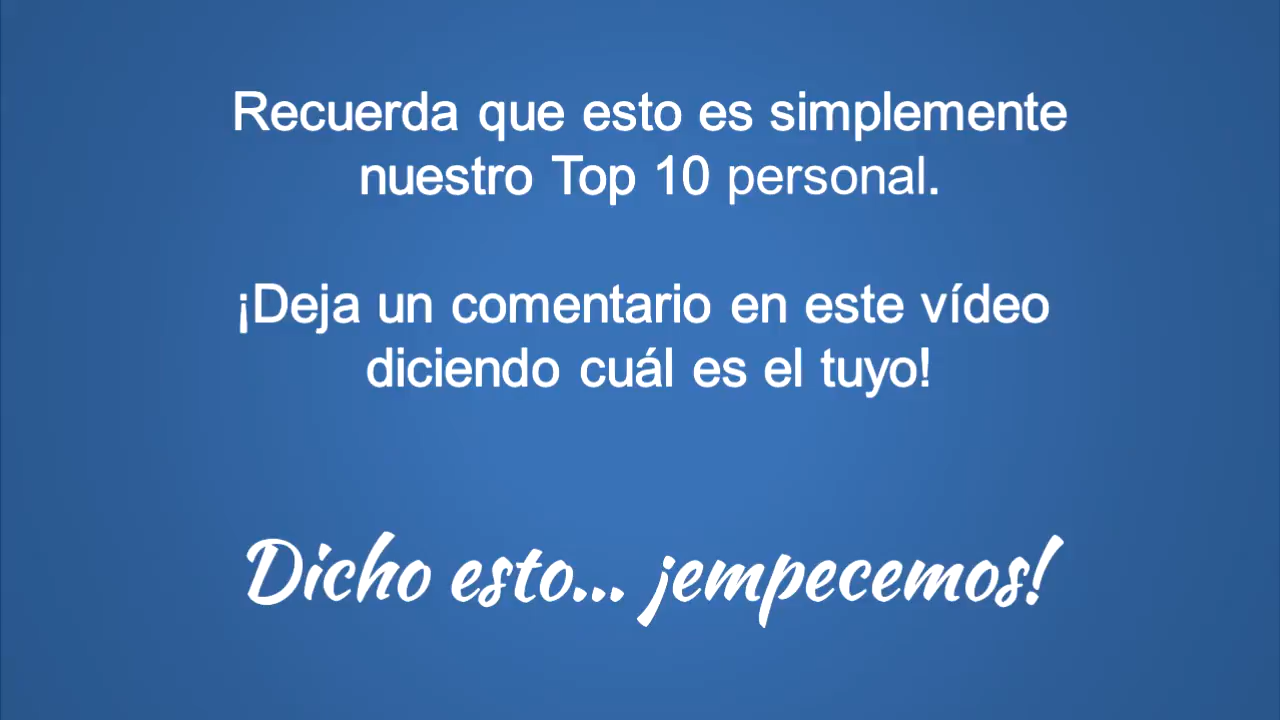 Recuerda que esto es simplemente
nuestro Top 10 personal.
¡Deja un comentario en este vídeo
diciendo cuál es el tuyo!
Dicho esto... ¡empecemos!